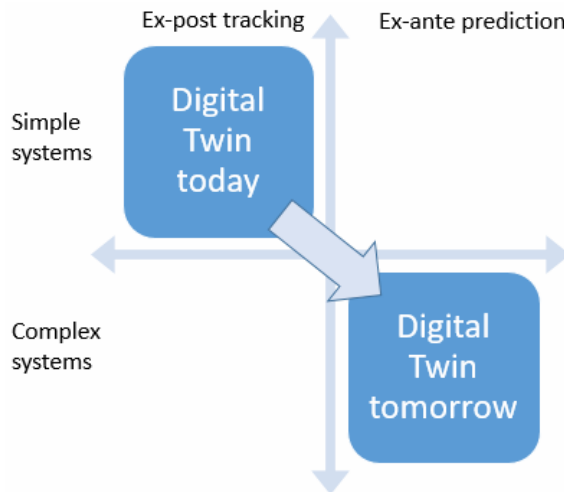 Ex-post tracking
Ex-ante prediction
Simple
systems
Digital
Twin
today
Complex
systems
Digital
Twin
tomorrow